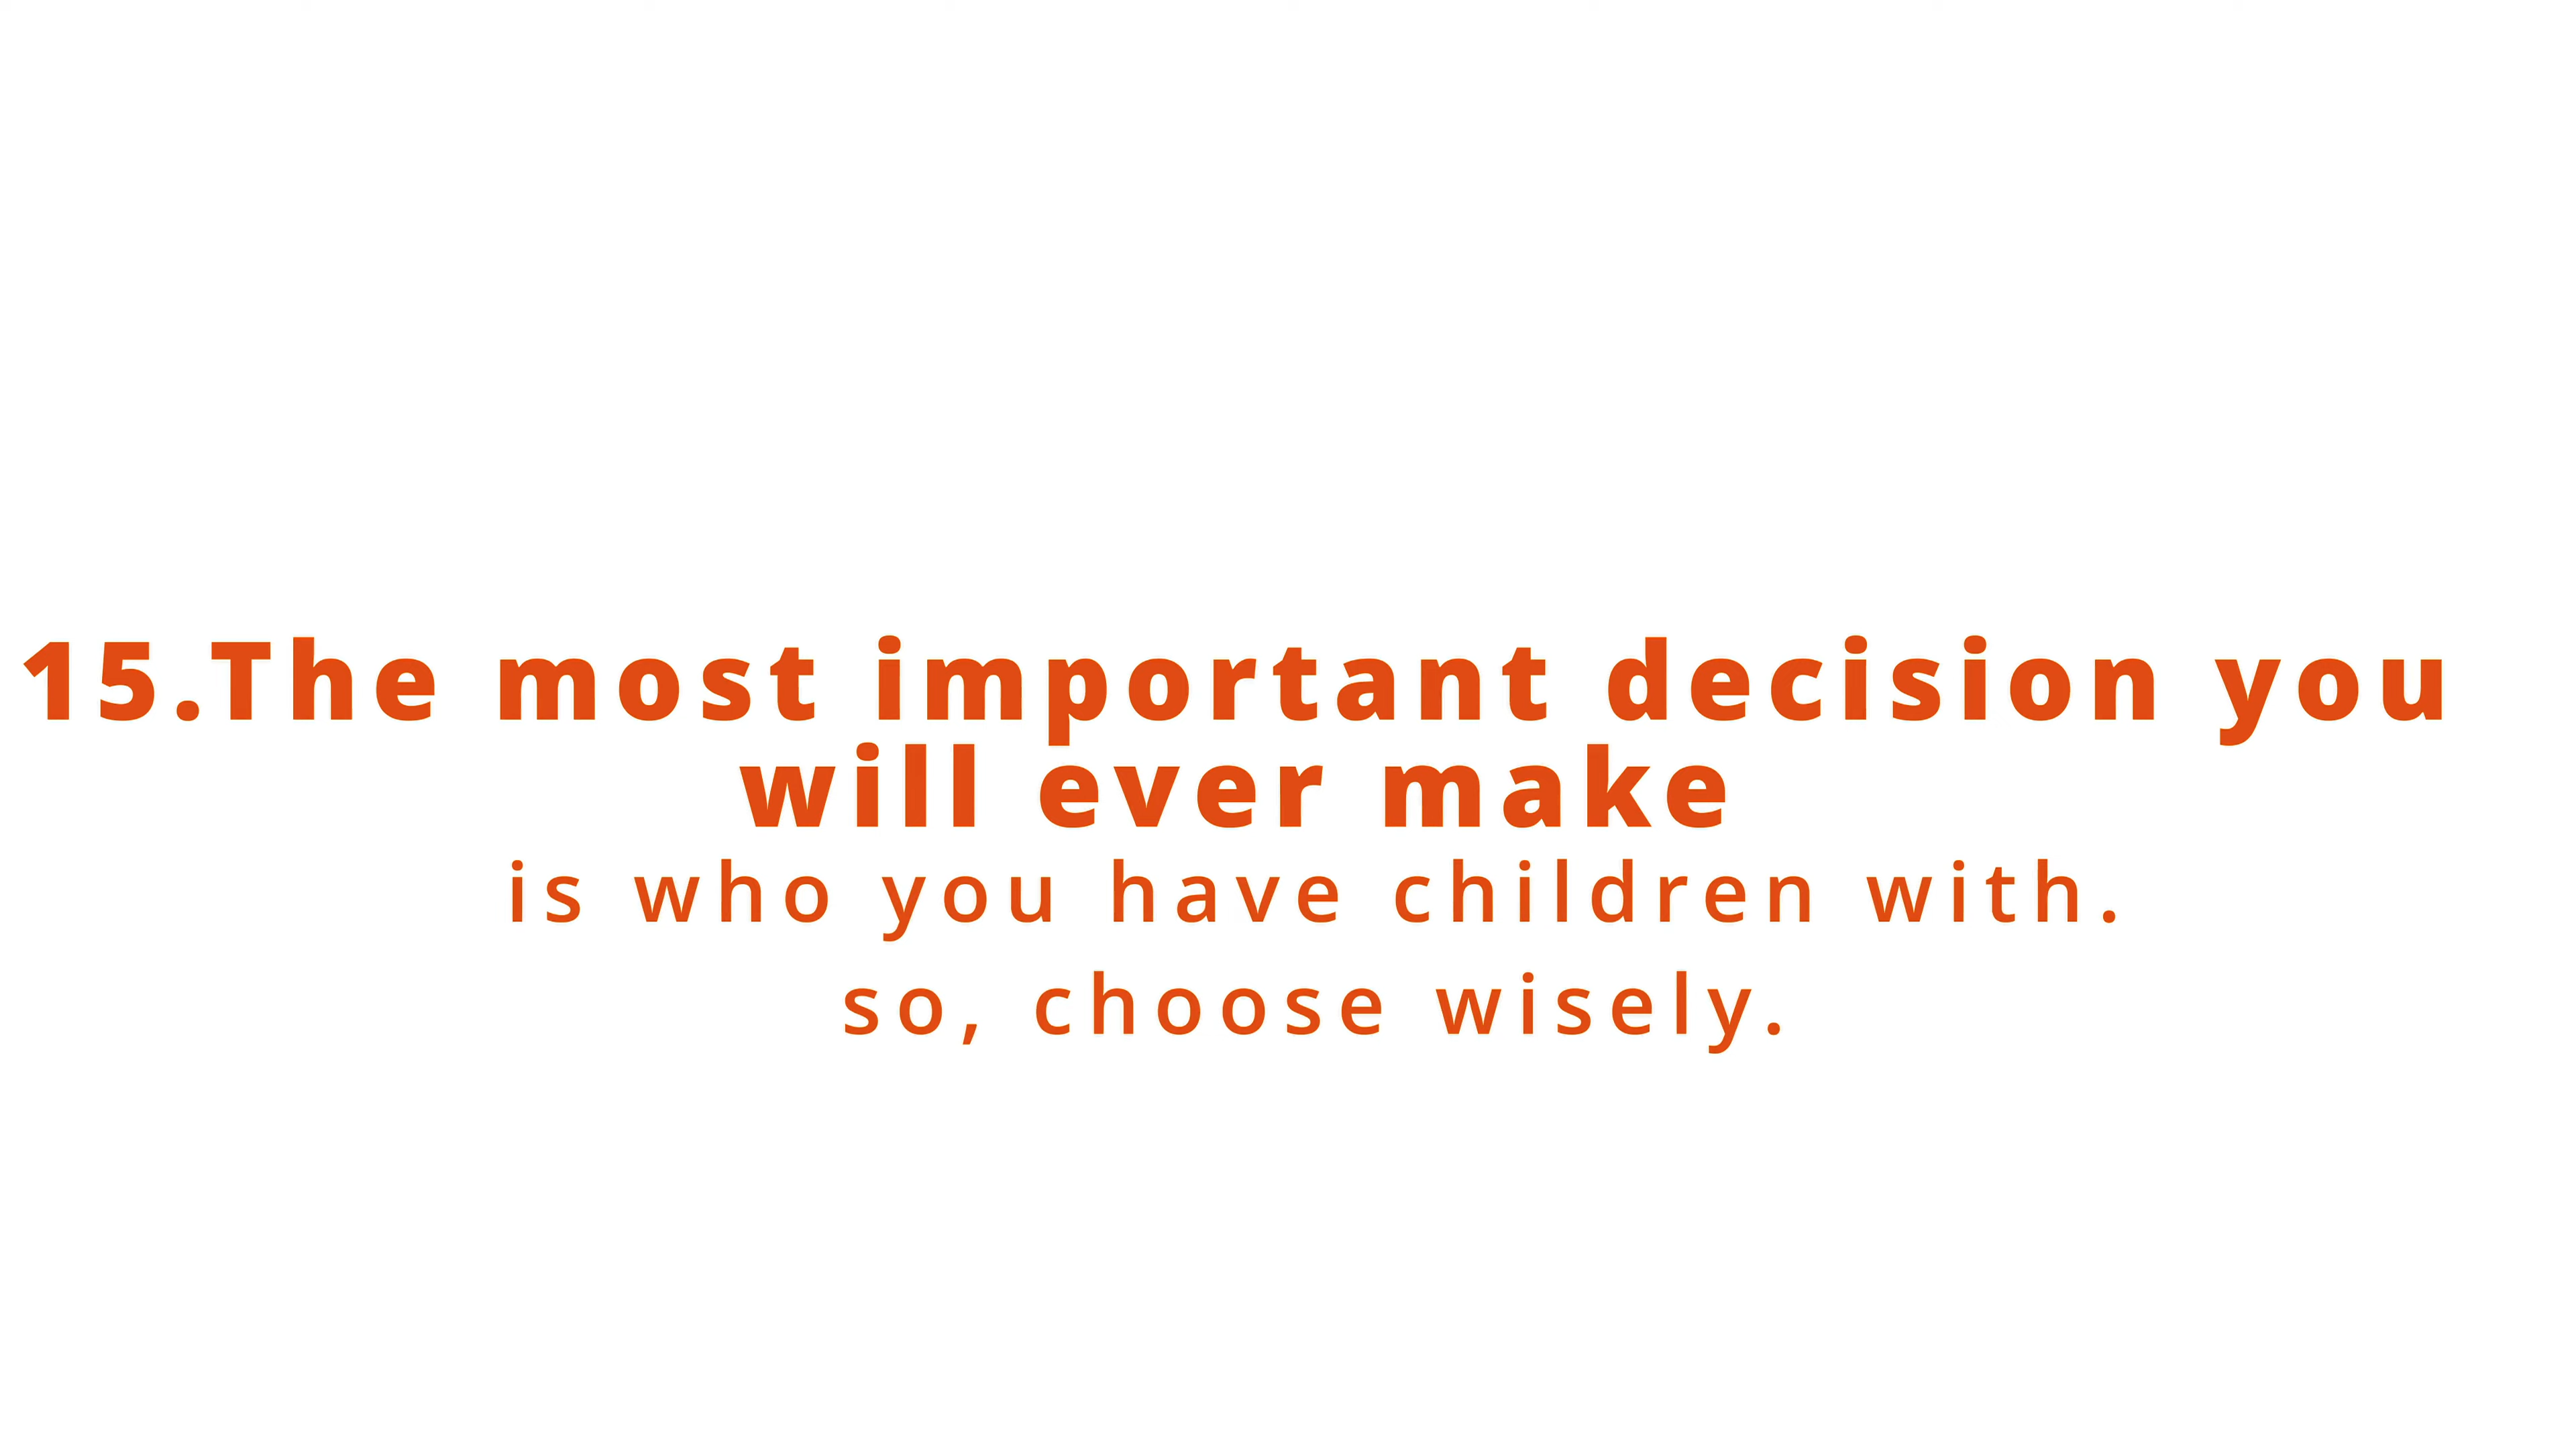 15.The most important decision you
will ever make
is who you have children with.
so, choose wisely.